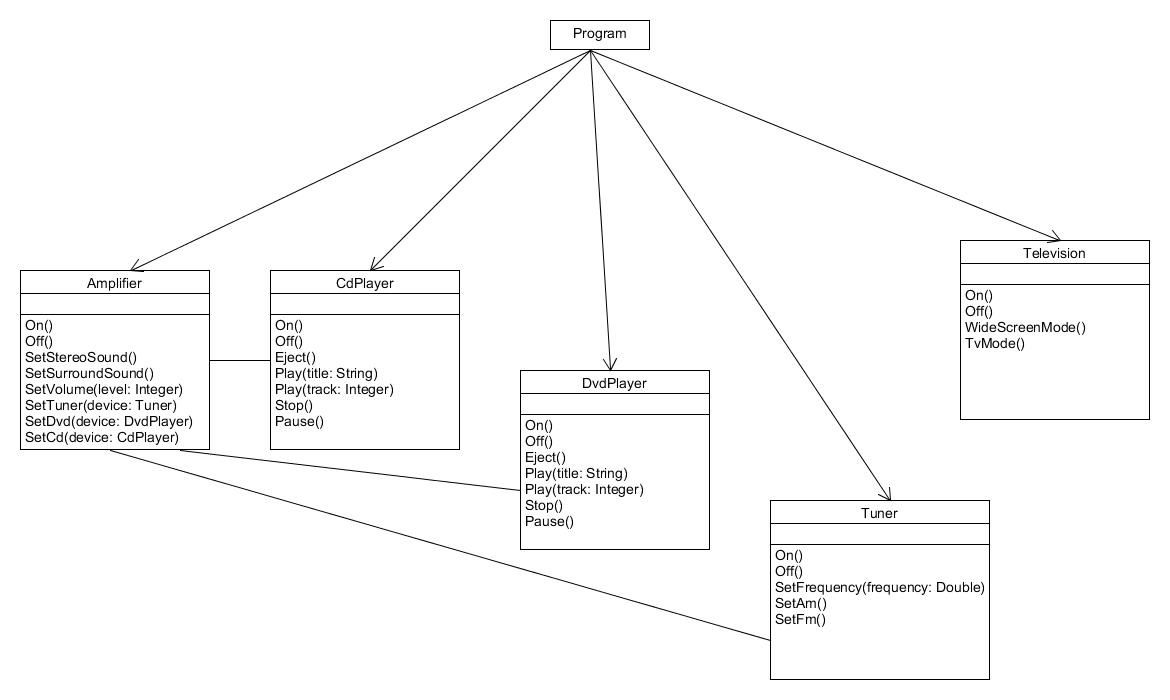 Program
Amplifier
On()
Off()
SetStereoSound()
SetSurroundSound()
SetVolume(level: Integer)
SetTuner(device: Tuner)
SetDvd(device: DvdPlayer)
SetCd(device: CdPlayer)
CdPlayer
On()
Off()
Eject()
Play(title: String)
Play(track: Integer)
Stop()
Pause()
DvdPlayer
On()
Off()
Eject()
Play(title: String)
Play(track: Integer)
Stop()
Pause()
Tuner
On()
Off()
SetFrequency(frequency: Double)
SetAm()
SetFm()
Television
On()
Off()
WideScreenMode()
TvMode()